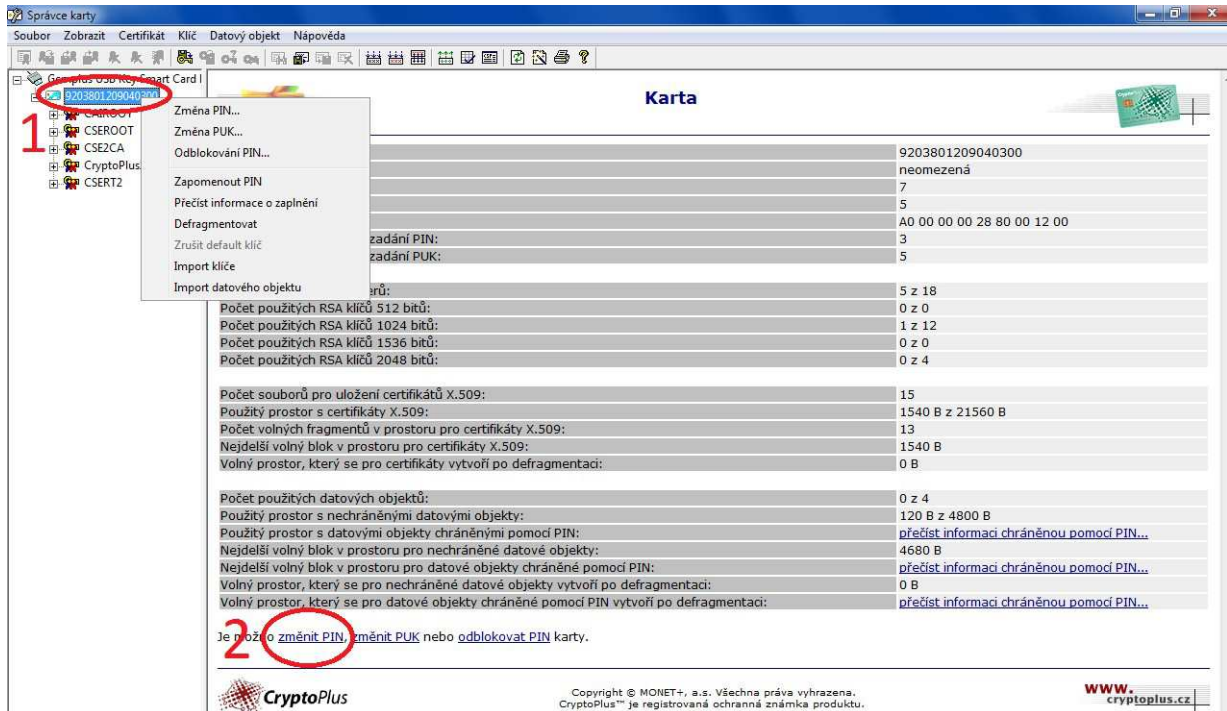 Správce karty
Soubor Zobrazit Certifikát Klíč Datový objekt Nápověda
Gemplus USB Key Smart Card
9203801209040300
CAIROOT
CSEROOT
CSE2CA
CryptoPlus
CSERT2
1
Změna PIN...
Změna PUK...
Odblokování PIN...
Zapomenout PIN
Přečíst informace o zaplnění
Defragmentovat
Zrušit default klíč
Import klíče
Import datového objektu
Karta
9203801209040300
neomezená
7
5
A0 00 00 00 28 80 00 12 00
zadání PIN: 3
zadání PUK: 5
erů: 5 z 18
Počet použitých RSA klíčů 512 bitů: 0 z 0
Počet použitých RSA klíčů 1024 bitů: 1 z 12
Počet použitých RSA klíčů 1536 bitů: 0 z 0
Počet použitých RSA klíčů 2048 bitů: 0 z 4
Počet souborů pro uložení certifikátů X.509: 15
Použitý prostor s certifikáty X.509: 1540 B z 21560 B
Počet volných fragmentů v prostoru pro certifikáty X.509: 13
Nejdelší volný blok v prostoru pro certifikáty X.509: 1540 B
Volný prostor, který se pro certifikáty vytvoří po defragmentaci: 0 B
Počet použitých datových objektů: 0 z 4
Použitý prostor s nechráněnými datovými objekty: 120 B z 4800 B
Použitý prostor s datovými objekty chráněnými pomocí PIN: přečíst informaci chráněnou pomocí PIN...
Nejdelší volný blok v prostoru pro nechráněné datové objekty: 4680 B
Nejdelší volný blok v prostoru pro datové objekty chráněné pomocí PIN: přečíst informaci chráněnou pomocí PIN...
Volný prostor, který se pro nechráněné datové objekty vytvoří po defragmentaci: 0 B
Volný prostor, který se pro datové objekty chráněné pomocí PIN vytvoří po defragmentaci: přečíst informaci chráněnou pomocí PIN...
Je možno změnit PIN, změnit PUK nebo odblokovat PIN karty.
2
CryptoPlus
Copyright © MONET+, a.s. Všechna práva vyhrazena.
CryptoPlus™ je registrovaná ochranná známka produktu.
www.
cryptoplus.cz